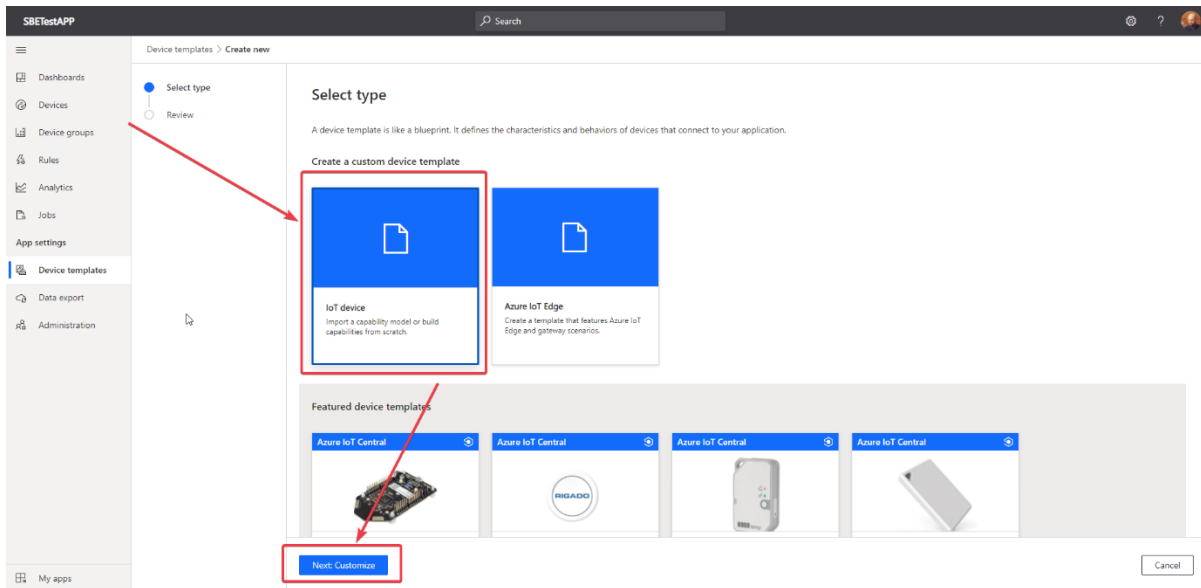 SBETestAPP
Search
?
Device templates > Create new
Dashboards
Devices
Device groups
Rules
Analytics
Jobs
App settings
Device templates
Data export
Administration
My apps
Select type
Review
Select type
A device template is like a blueprint. It defines the characteristics and behaviors of devices that connect to your application.
Create a custom device template
IoT device
Import a capability model or build
capabilities from scratch.
Azure IoT Edge
Create a template that features Azure IoT
Edge and gateway scenarios.
Featured device templates
Azure IoT Central
Azure IoT Central
RIGADO
Azure IoT Central
Azure IoT Central
Next: Customize
Cancel